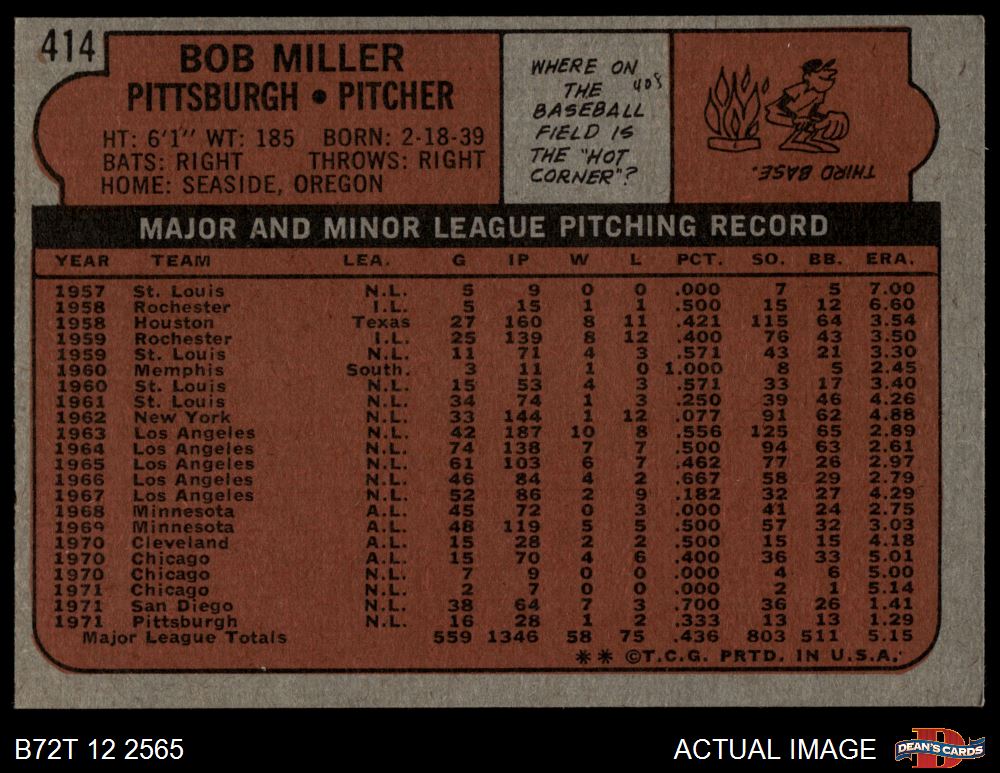 414
BOB MILLER
PITTSBURGH • PITCHER
HT: 6'1" WT: 185 BORN: 2-18-39
BATS: RIGHT THROWS: RIGHT
HOME: SEASIDE, OREGON
WHERE ON
THE
BASEBALL
FIELD IS
THE "HOT
CORNER"?
THIRD BASE.
MAJOR AND MINOR LEAGUE PITCHING RECORD
YEAR TEAM LEA. G IP W L PCT. SO. BB. ERA.
1957 St. Louis N.L. 5 9 0 0 .000 7 5 7.00
1958 Rochester I.L. 5 15 1 1 .500 15 12 6.60
1958 Houston Texas 27 160 8 11 .421 115 64 3.54
1959 Rochester I.L. 25 139 8 12 .400 76 43 3.50
1959 St. Louis N.L. 11 71 4 3 .571 43 21 3.30
1960 Memphis South. 3 11 1 0 1.000 8 5 2.45
1960 St. Louis N.L. 15 53 4 3 .571 33 17 3.40
1961 St. Louis N.L. 34 74 1 3 .250 39 46 4.26
1962 New York N.L. 33 144 1 12 .077 91 62 4.88
1963 Los Angeles N.L. 42 187 10 8 .556 125 65 2.89
1964 Los Angeles N.L. 74 138 7 7 .500 94 63 2.61
1965 Los Angeles N.L. 61 103 6 7 .462 77 26 2.97
1966 Los Angeles N.L. 46 84 4 2 .667 58 29 2.79
1967 Los Angeles N.L. 52 86 2 9 .182 32 27 4.29
1968 Minnesota A.L. 45 72 0 3 .000 41 24 2.75
1969 Minnesota A.L. 48 119 5 5 .500 57 32 3.03
1970 Cleveland A.L. 15 28 2 2 .500 15 15 4.18
1970 Chicago A.L. 15 70 4 6 .400 36 33 5.01
1970 Chicago N.L. 7 9 0 0 .000 4 6 5.00
1971 Chicago N.L. 2 7 0 0 .000 2 1 5.14
1971 San Diego N.L. 38 64 7 3 .700 36 26 1.41
1971 Pittsburgh N.L. 16 28 1 2 .333 13 13 1.29
Major League Totals 559 1346 58 75 .436 803 511 5.15
** ©T.C.G. PRTD. IN U.S.A.
B72T 12 2565
ACTUAL IMAGE
DEAN'S CARDS